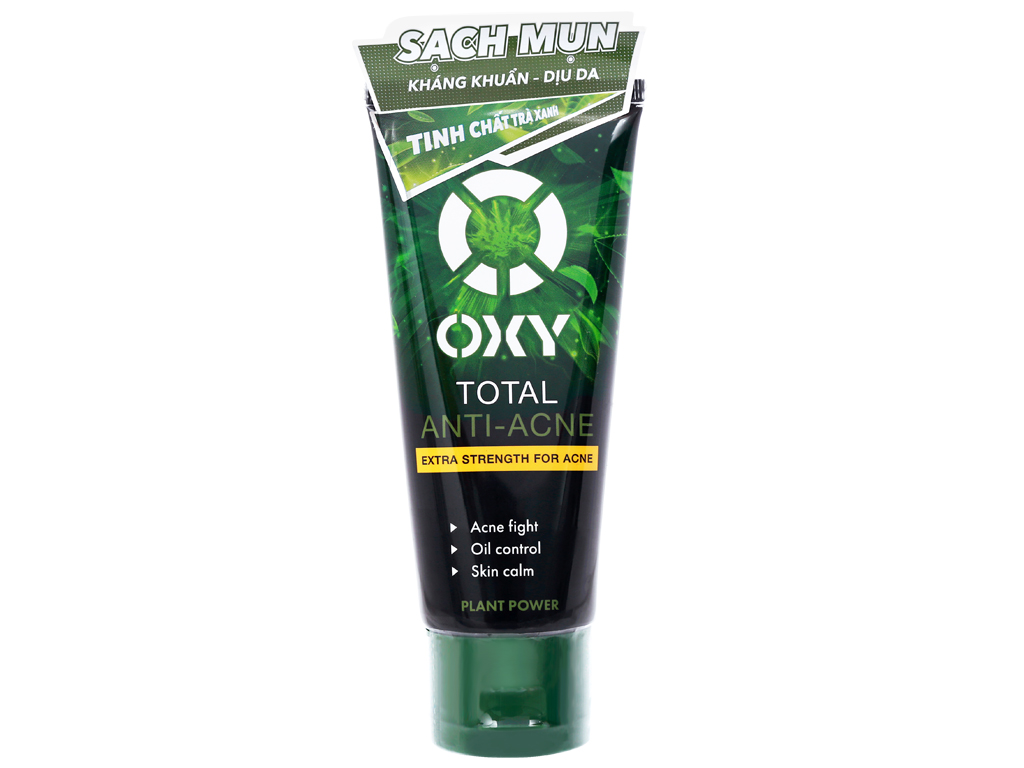 SẠCH MỤN
KHÁNG KHUẨN - DỊU DA
TINH CHẤT TRÀ XANH
OXY
TOTAL
ANTI-ACNE
EXTRA STRENGTH FOR ACNE
Acne fight
Oil control
Skin calm
PLANT POWER